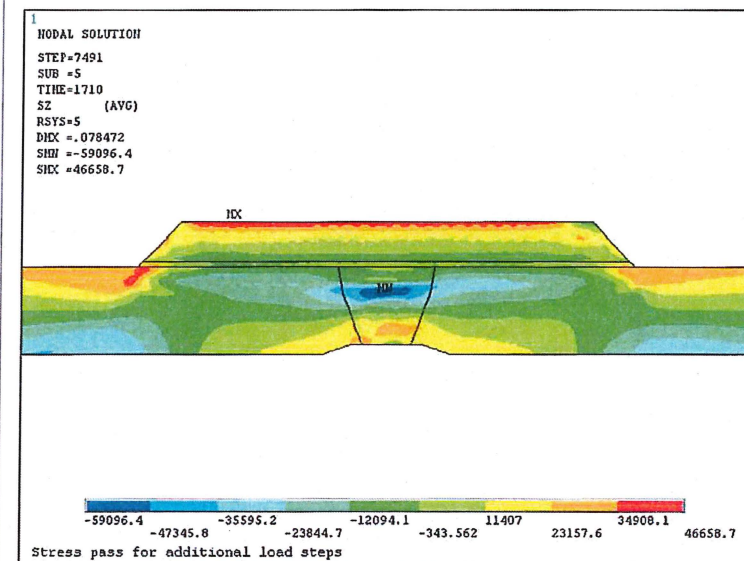 1
NODAL SOLUTION
STEP=7491
SUB =5
TIME=1710
SZ (AVG)
RSYS=5
DMX =.078472
SMN =-59096.4
SMX =46658.7
MX
MN
-59096.4 -35595.2 -12094.1 11407 34908.1
-47345.8 -23844.7 -343.562 23157.6 46658.7
Stress pass for additional load steps